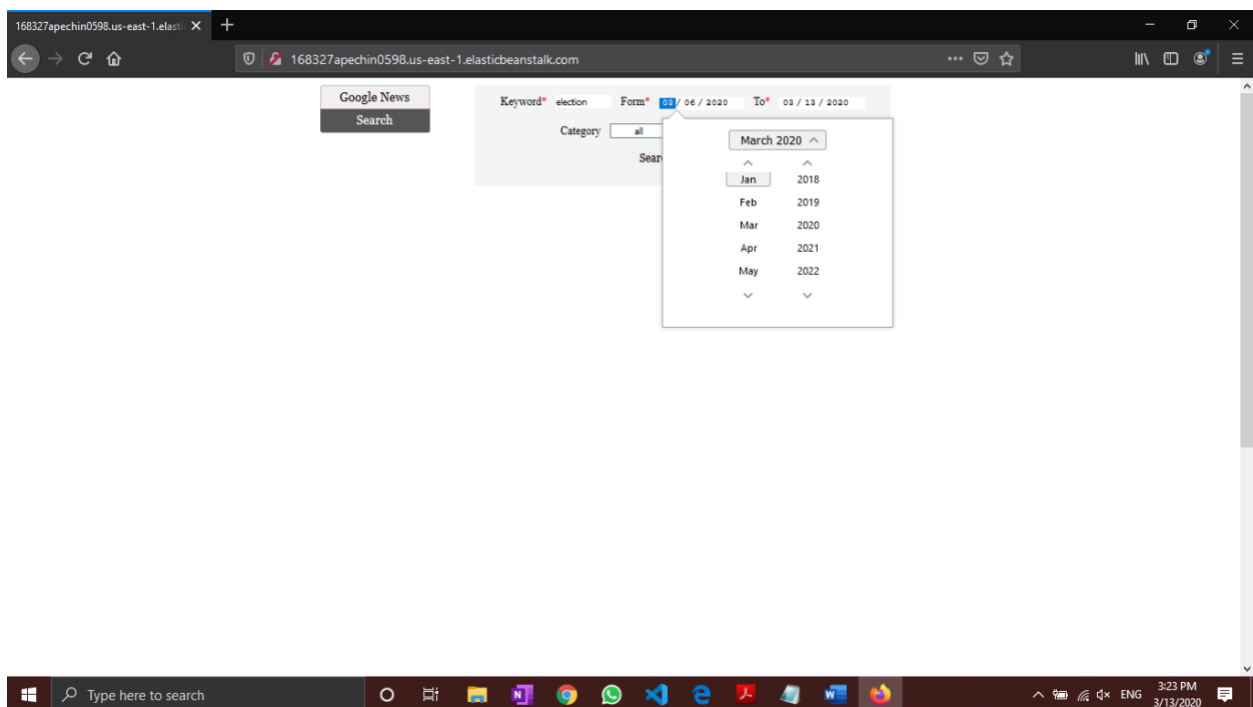 168327apechin0598.us-east-1.elasti
168327apechin0598.us-east-1.elasticbeanstalk.com
Google News
Search
Keyword* election Form* 03 / 06 / 2020 To* 03 / 13 / 2020
Category all
Sear
March 2020
Jan 2018
Feb 2019
Mar 2020
Apr 2021
May 2022
Type here to search
ENG
3:23 PM
3/13/2020